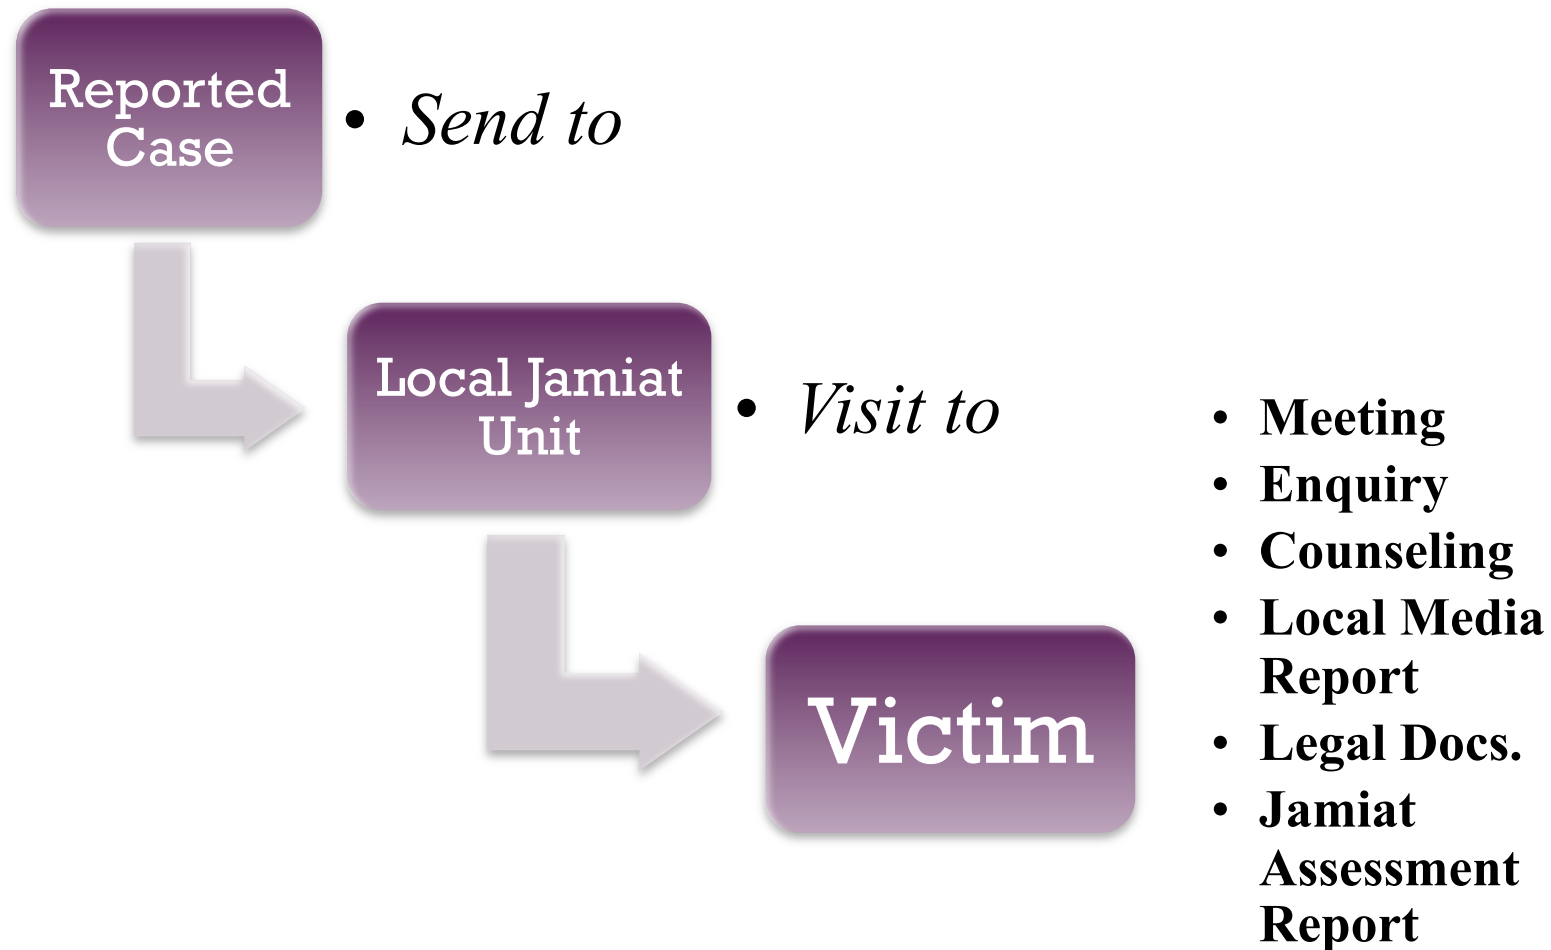 Reported
Case
• Send to
Local Jamiat
Unit
• Visit to
Victim
• Meeting
• Enquiry
• Counseling
• Local Media
Report
• Legal Docs.
• Jamiat
Assessment
Report